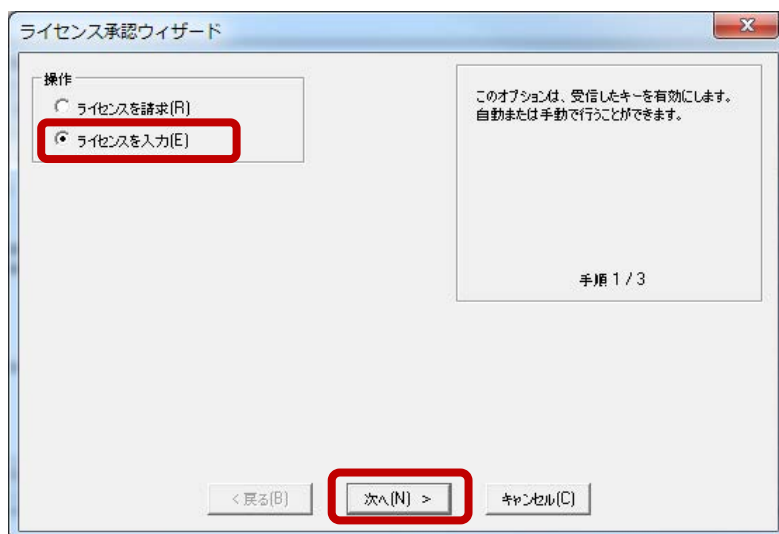 ライセンス承認ウィザード
操作
ライセンスを請求(R)
ライセンスを入力(E)
このオプションは、受信したキーを有効にします。
自動または手動で行うことができます。
手順 1 / 3
< 戻る(B)
次へ(N) >
キャンセル(C)